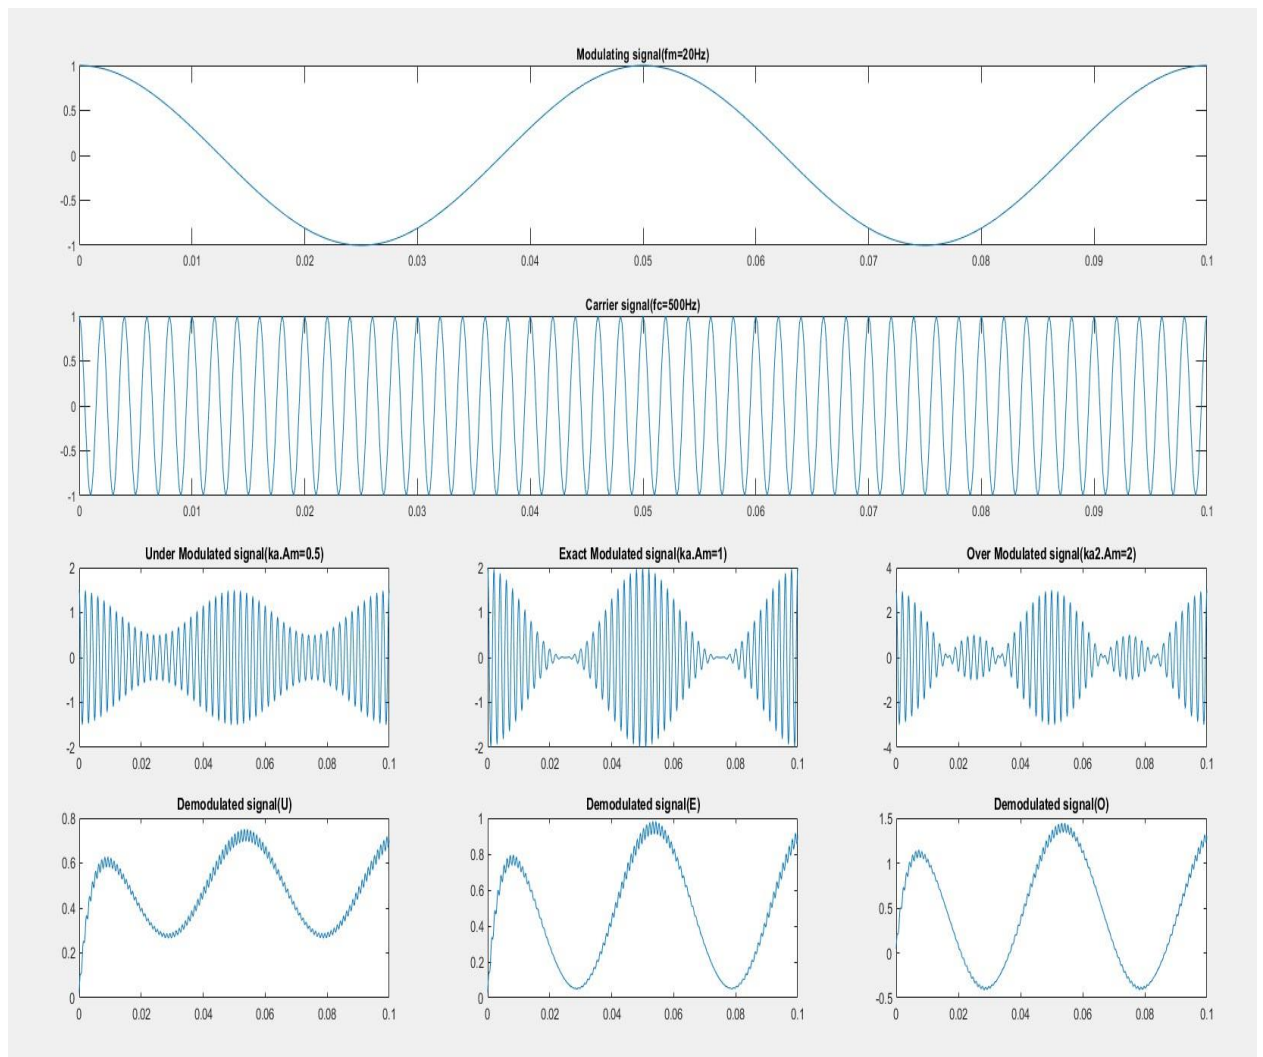 Modulating signal(fm=20Hz)
1
0.5
0
-0.5
-1
0 0.01 0.02 0.03 0.04 0.05 0.06 0.07 0.08 0.09 0.1
Carrier signal(fc=500Hz)
1
0.5
0
-0.5
-1
0 0.01 0.02 0.03 0.04 0.05 0.06 0.07 0.08 0.09 0.1
Under Modulated signal(ka.Am=0.5)
2
1
0
-1
-2
0 0.02 0.04 0.06 0.08 0.1
Exact Modulated signal(ka.Am=1)
2
1
0
-1
-2
0 0.02 0.04 0.06 0.08 0.1
Over Modulated signal(ka2.Am=2)
4
2
0
-2
-4
0 0.02 0.04 0.06 0.08 0.1
Demodulated signal(U)
0.8
0.6
0.4
0.2
0
0 0.02 0.04 0.06 0.08 0.1
Demodulated signal(E)
1
0.8
0.6
0.4
0.2
0
0 0.02 0.04 0.06 0.08 0.1
Demodulated signal(O)
1.5
1
0.5
0
-0.5
0 0.02 0.04 0.06 0.08 0.1